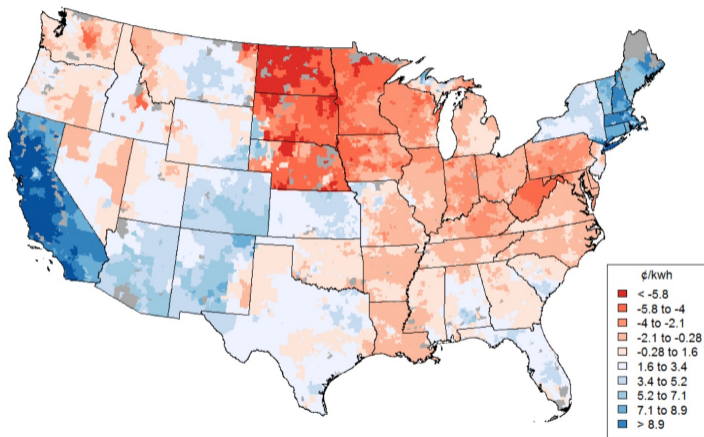 ¢/kwh
< -5.8
-5.8 to -4
-4 to -2.1
-2.1 to -0.28
-0.28 to 1.6
1.6 to 3.4
3.4 to 5.2
5.2 to 7.1
7.1 to 8.9
> 8.9